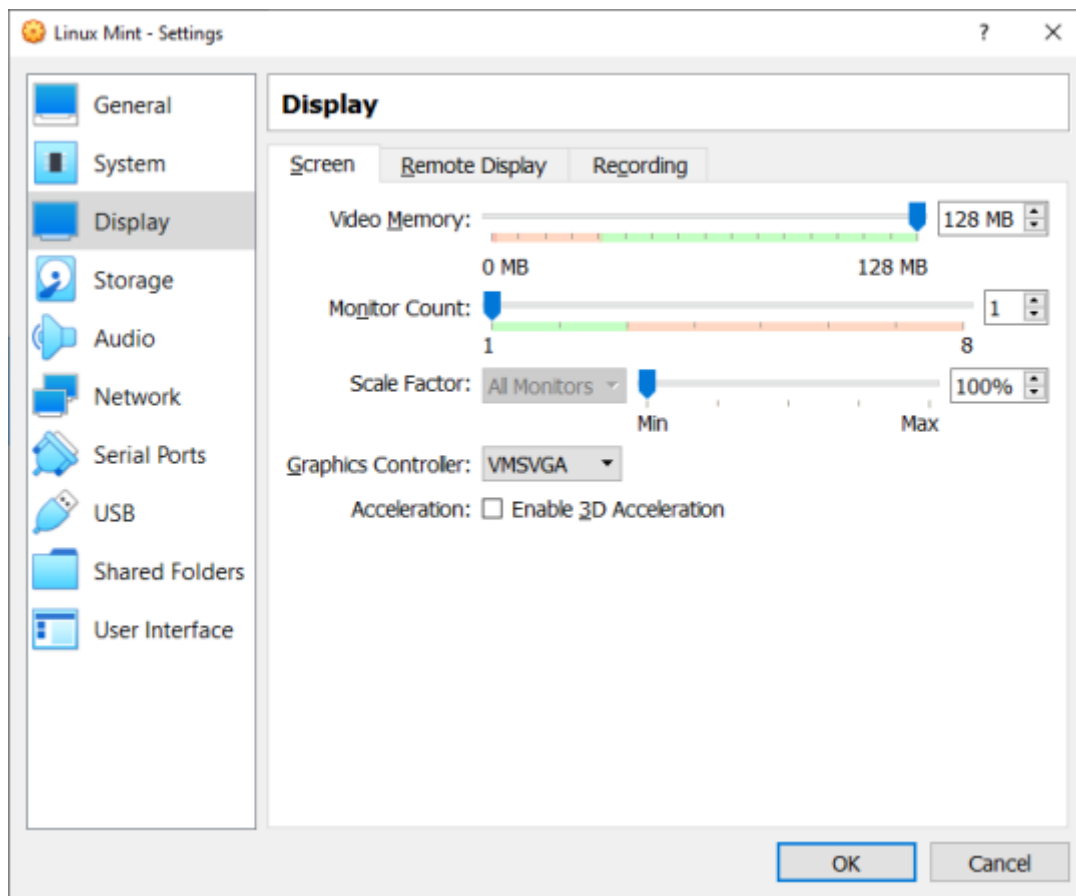 Linux Mint - Settings
?
General
System
Display
Storage
Audio
Network
Serial Ports
USB
Shared Folders
User Interface
Display
Screen Remote Display Recording
Video Memory: 128 MB
0 MB 128 MB
Monitor Count: 1
1 8
Scale Factor: All Monitors 100%
Min Max
Graphics Controller: VMSVGA
Acceleration: Enable 3D Acceleration
OK Cancel